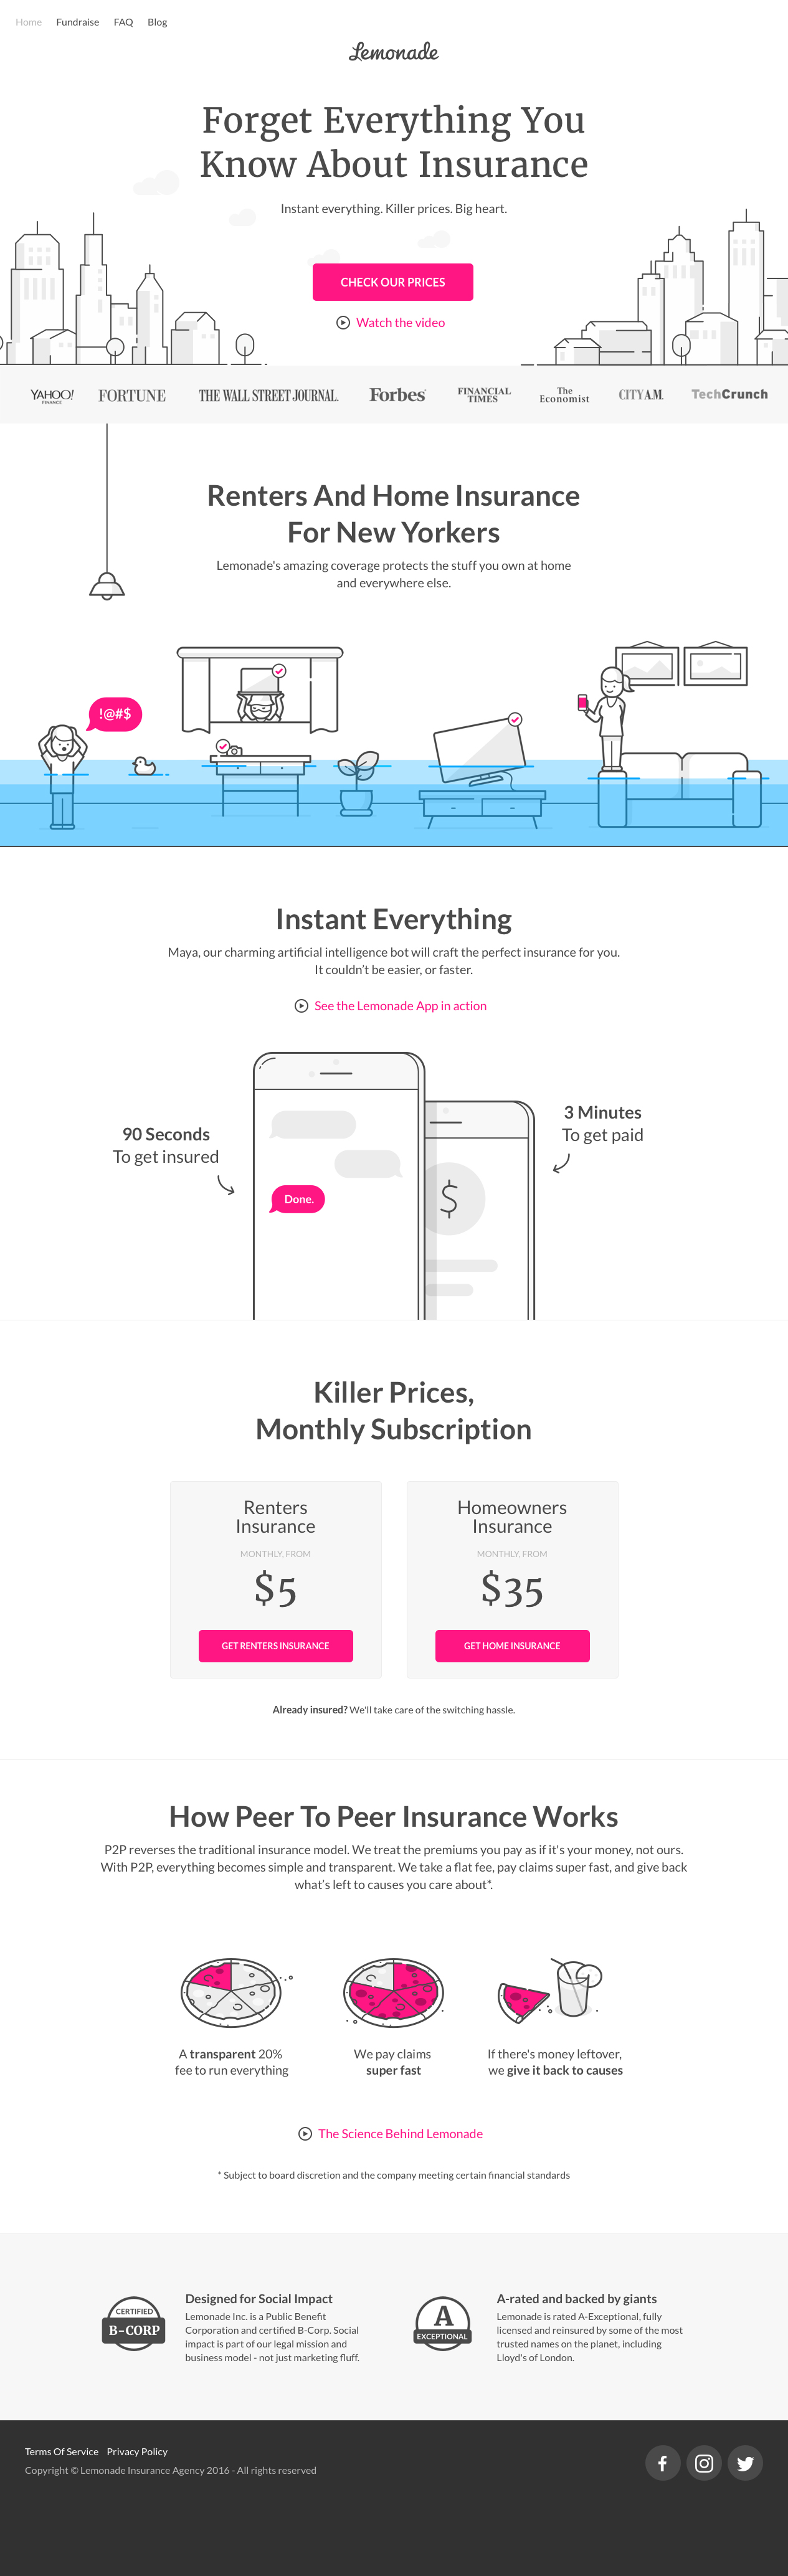 Home Fundraise FAQ Blog
Lemonade
Forget Everything You
Know About Insurance
Instant everything. Killer prices. Big heart.
CHECK OUR PRICES
Watch the video
YAHOO! FINANCE
FORTUNE
THE WALL STREET JOURNAL.
Forbes
FINANCIAL
TIMES
The
Economist
CITY A.M.
TechCrunch
Renters And Home Insurance
For New Yorkers
Lemonade's amazing coverage protects the stuff you own at home
and everywhere else.
!@#$
Instant Everything
Maya, our charming artificial intelligence bot will craft the perfect insurance for you.
It couldn't be easier, or faster.
See the Lemonade App in action
90 Seconds
To get insured
3 Minutes
To get paid
Done.
$
Killer Prices,
Monthly Subscription
Renters
Insurance
MONTHLY, FROM
$5
GET RENTERS INSURANCE
Homeowners
Insurance
MONTHLY, FROM
$35
GET HOME INSURANCE
Already insured? We'll take care of the switching hassle.
How Peer To Peer Insurance Works
P2P reverses the traditional insurance model. We treat the premiums you pay as if it's your money, not ours.
With P2P, everything becomes simple and transparent. We take a flat fee, pay claims super fast, and give back
what's left to causes you care about*.
A transparent 20%
fee to run everything
We pay claims
super fast
If there's money leftover,
we give it back to causes
The Science Behind Lemonade
* Subject to board discretion and the company meeting certain financial standards
CERTIFIED
B-CORP
Designed for Social Impact
Lemonade Inc. is a Public Benefit
Corporation and certified B-Corp. Social
impact is part of our legal mission and
business model - not just marketing fluff.
A
EXCEPTIONAL
A-rated and backed by giants
Lemonade is rated A-Exceptional, fully
licensed and reinsured by some of the most
trusted names on the planet, including
Lloyd's of London.
Terms Of Service Privacy Policy
Copyright © Lemonade Insurance Agency 2016 - All rights reserved